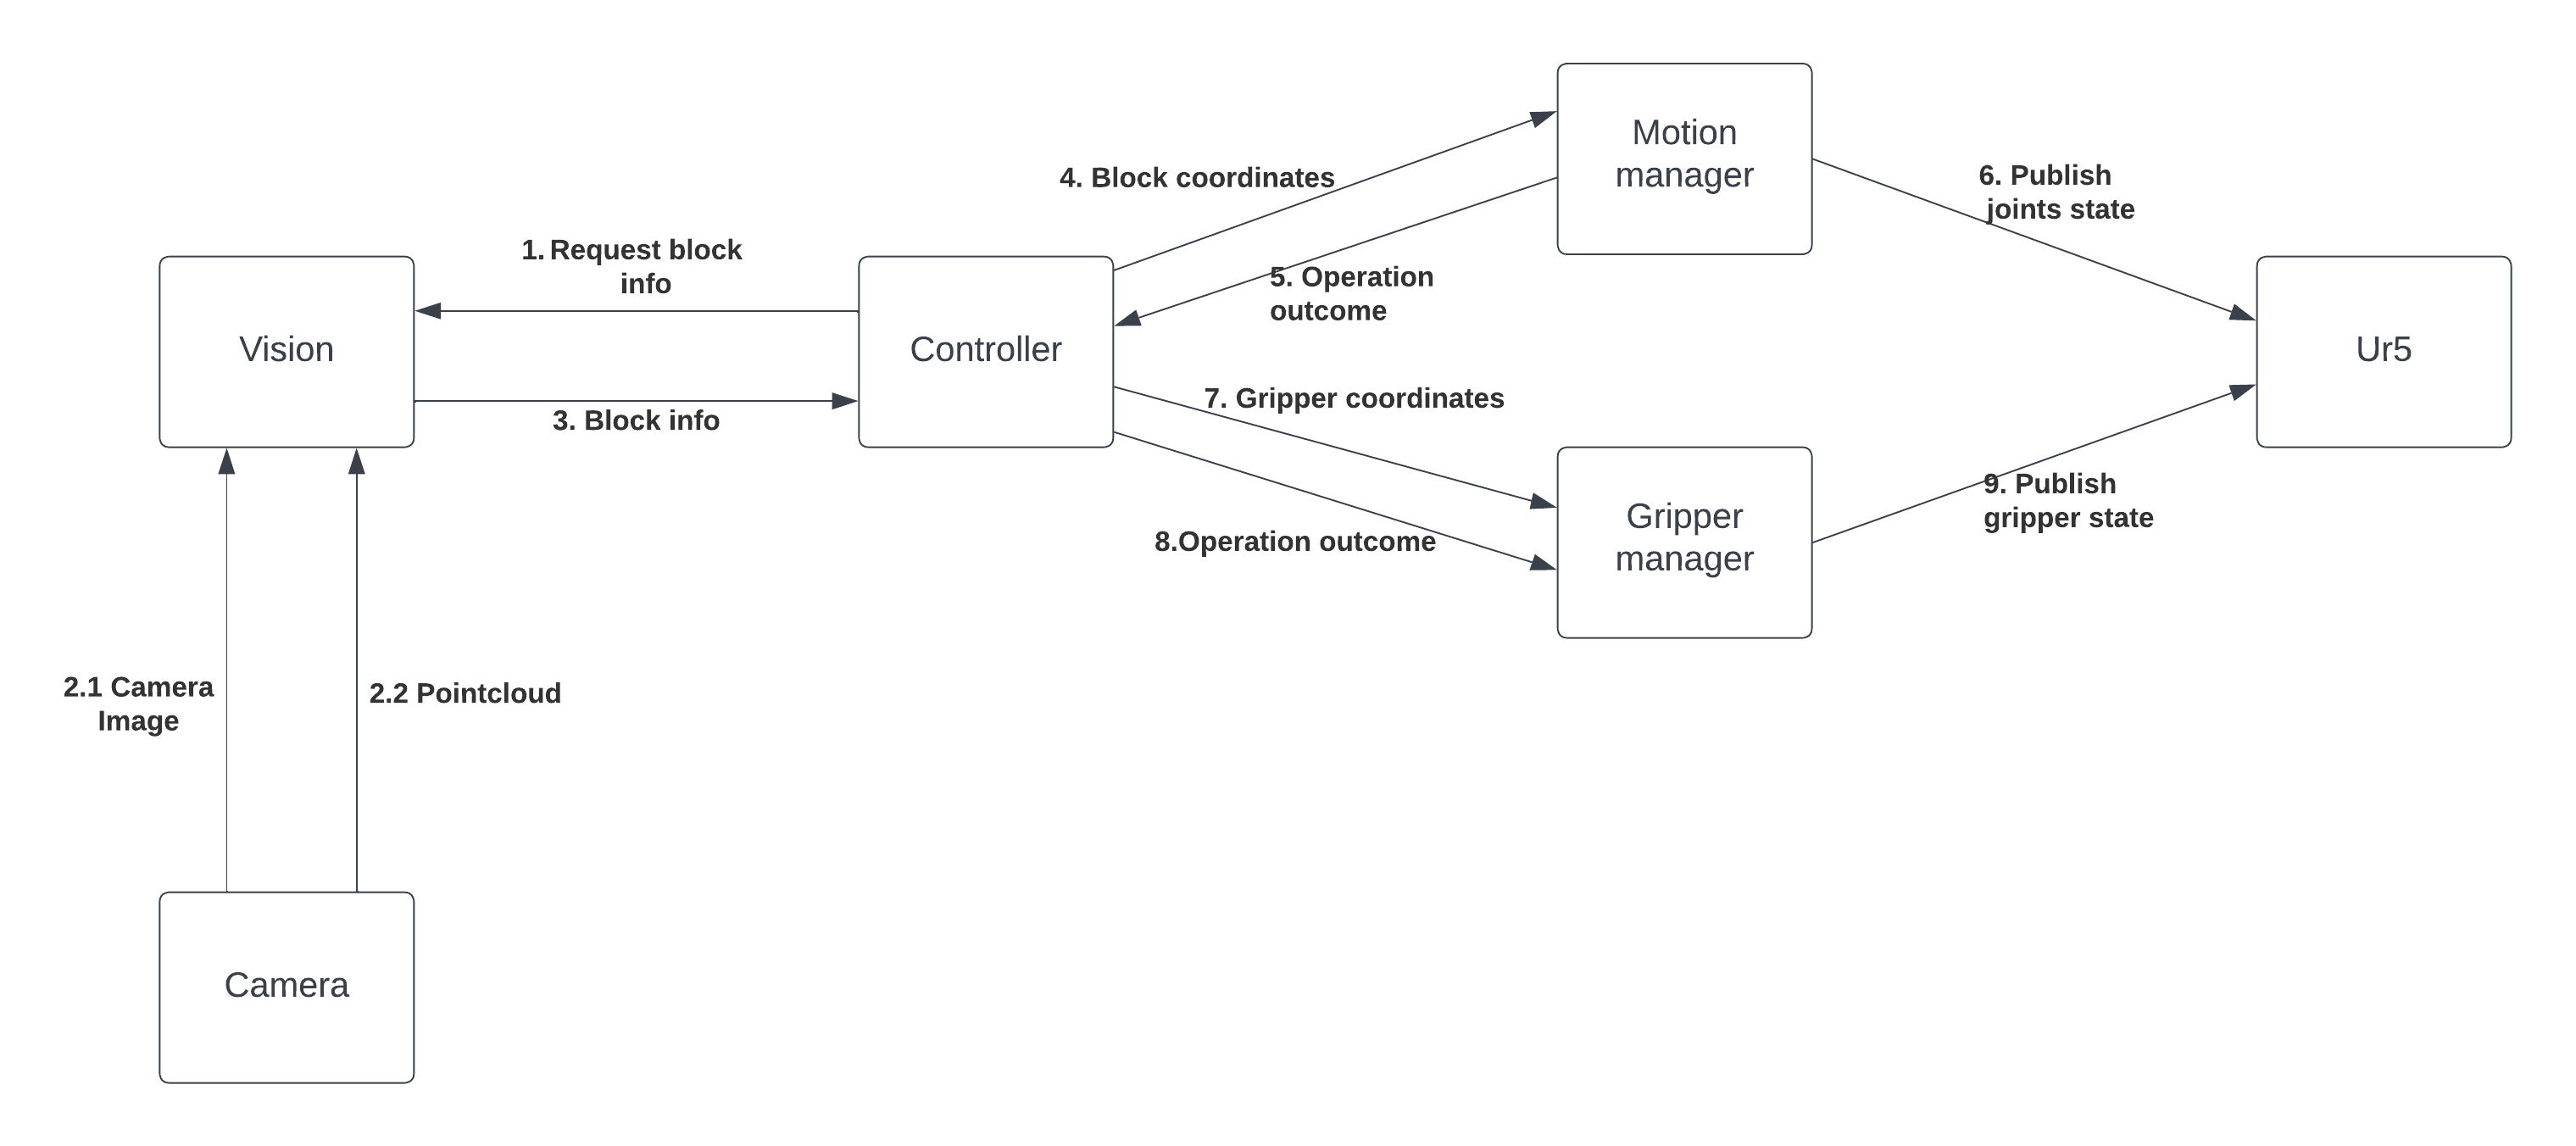 Motion
manager
4. Block coordinates
6. Publish
joints state
1. Request block
info
5. Operation
outcome
Vision
Controller
Ur5
7. Gripper coordinates
3. Block info
9. Publish
gripper state
Gripper
manager
8.Operation outcome
2.1 Camera
Image
2.2 Pointcloud
Camera